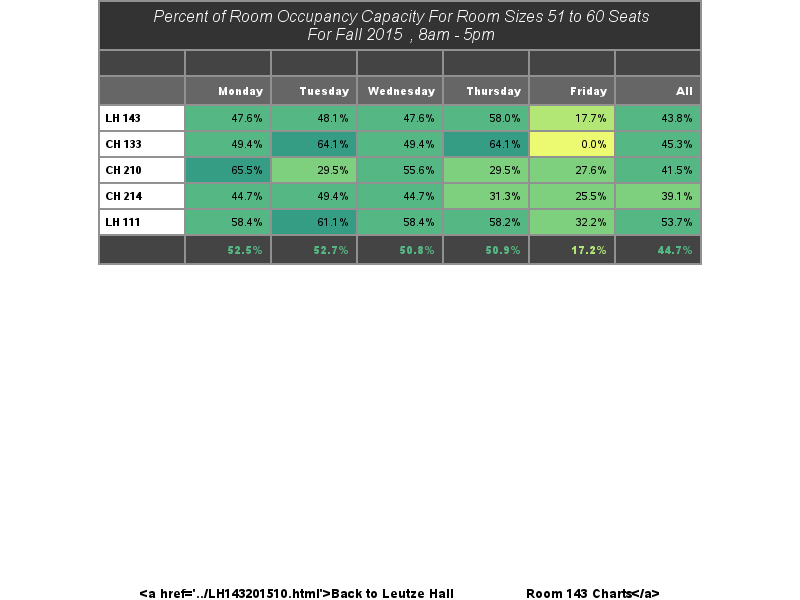 Percent of Room Occupancy Capacity For Room Sizes 51 to 60 Seats
For Fall 2015 , 8am - 5pm
Monday Tuesday Wednesday Thursday Friday All
LH 143 47.6% 48.1% 47.6% 58.0% 17.7% 43.8%
CH 133 49.4% 64.1% 49.4% 64.1% 0.0% 45.3%
CH 210 65.5% 29.5% 55.6% 29.5% 27.6% 41.5%
CH 214 44.7% 49.4% 44.7% 31.3% 25.5% 39.1%
LH 111 58.4% 61.1% 58.4% 58.2% 32.2% 53.7%
52.5% 52.7% 50.8% 50.9% 17.2% 44.7%
<a href='../LH143201510.html'>Back to Leutze Hall Room 143 Charts</a>